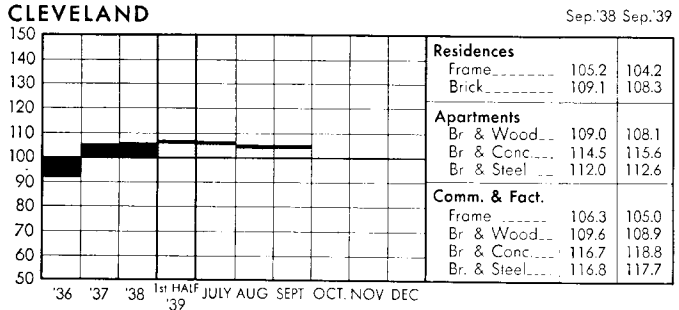 CLEVELAND
Sep.'38 Sep.'39
150
140
130
120
110
100
90
80
70
60
50
'36 '37 '38 1st HALF '39 JULY AUG SEPT OCT. NOV DEC
Residences
Frame 105.2 104.2
Brick 109.1 108.3
Apartments
Br & Wood 109.0 108.1
Br & Conc. 114.5 115.6
Br & Steel 112.0 112.6
Comm. & Fact.
Frame 106.3 105.0
Br & Wood 109.6 108.9
Br & Conc. 116.7 118.8
Br. & Steel 116.8 117.7